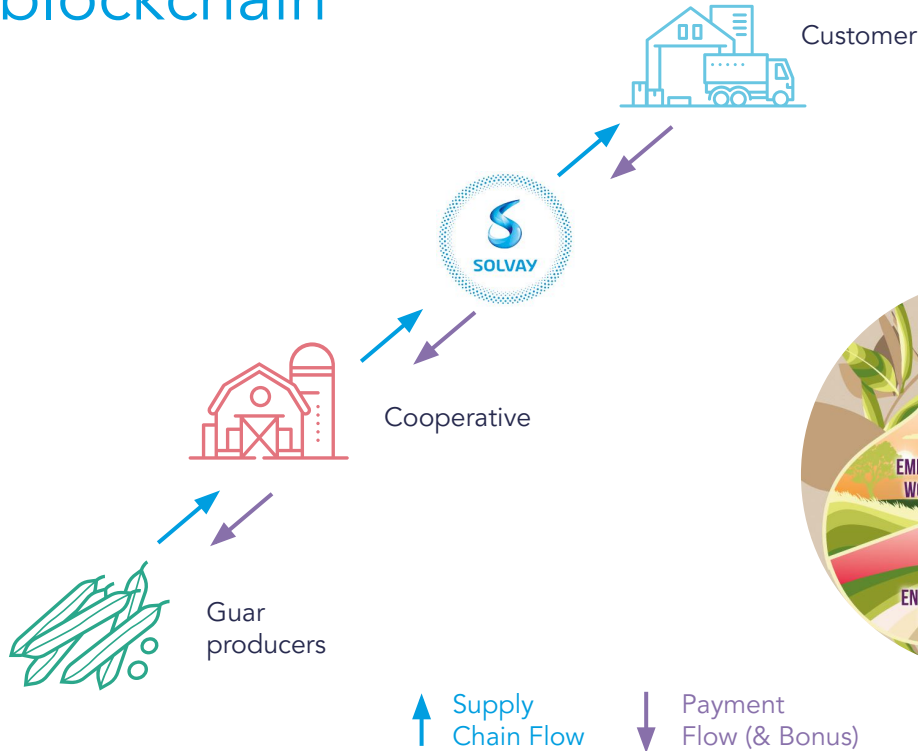 blockchain
Customer
SOLVAY
Cooperative
Guar
producers
Supply
Chain Flow
Payment
Flow (& Bonus)